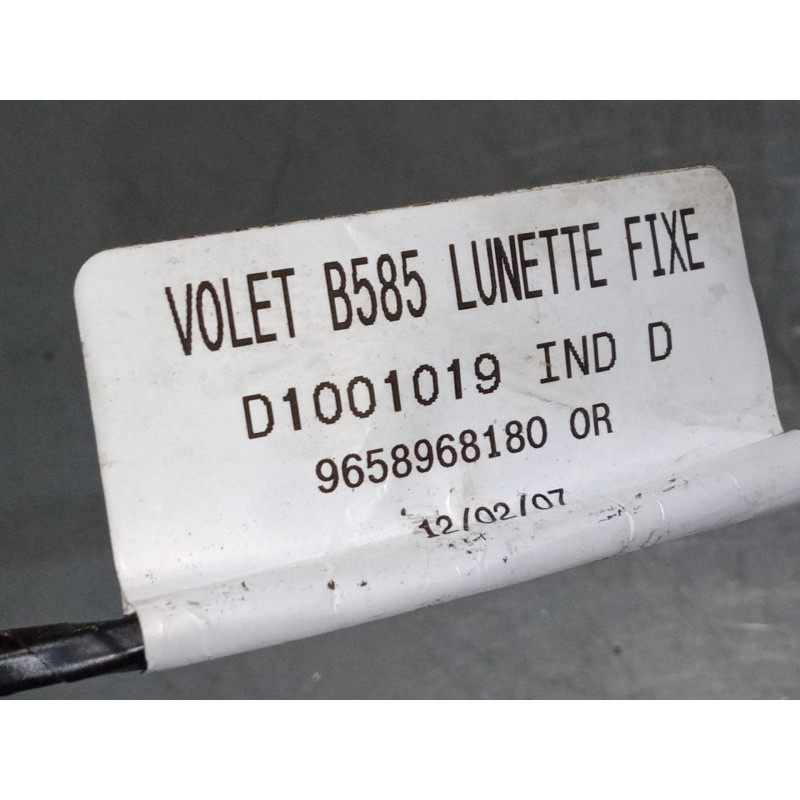 VOLET B585 LUNETTE FIXE
D1001019 IND D
9658968180 OR
12/02/07